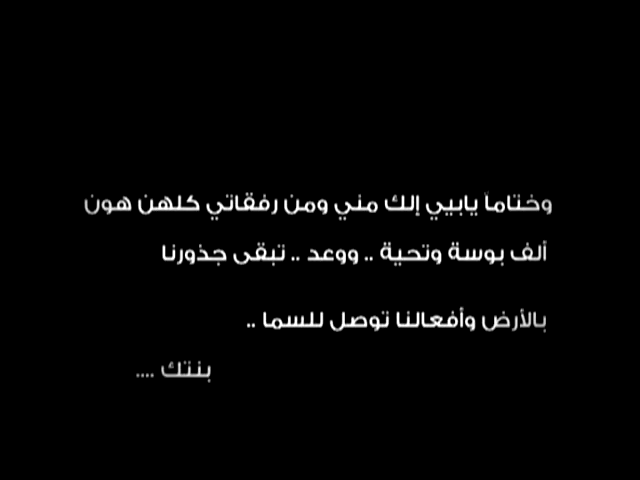 وختاماً يابيي إلك مني ومن رفقاتي كلهن هون
ألف بوسة وتحية .. ووعد .. تبقى جذورنا
بالأرض وأفعالنا توصل للسما ..
بنتك ....